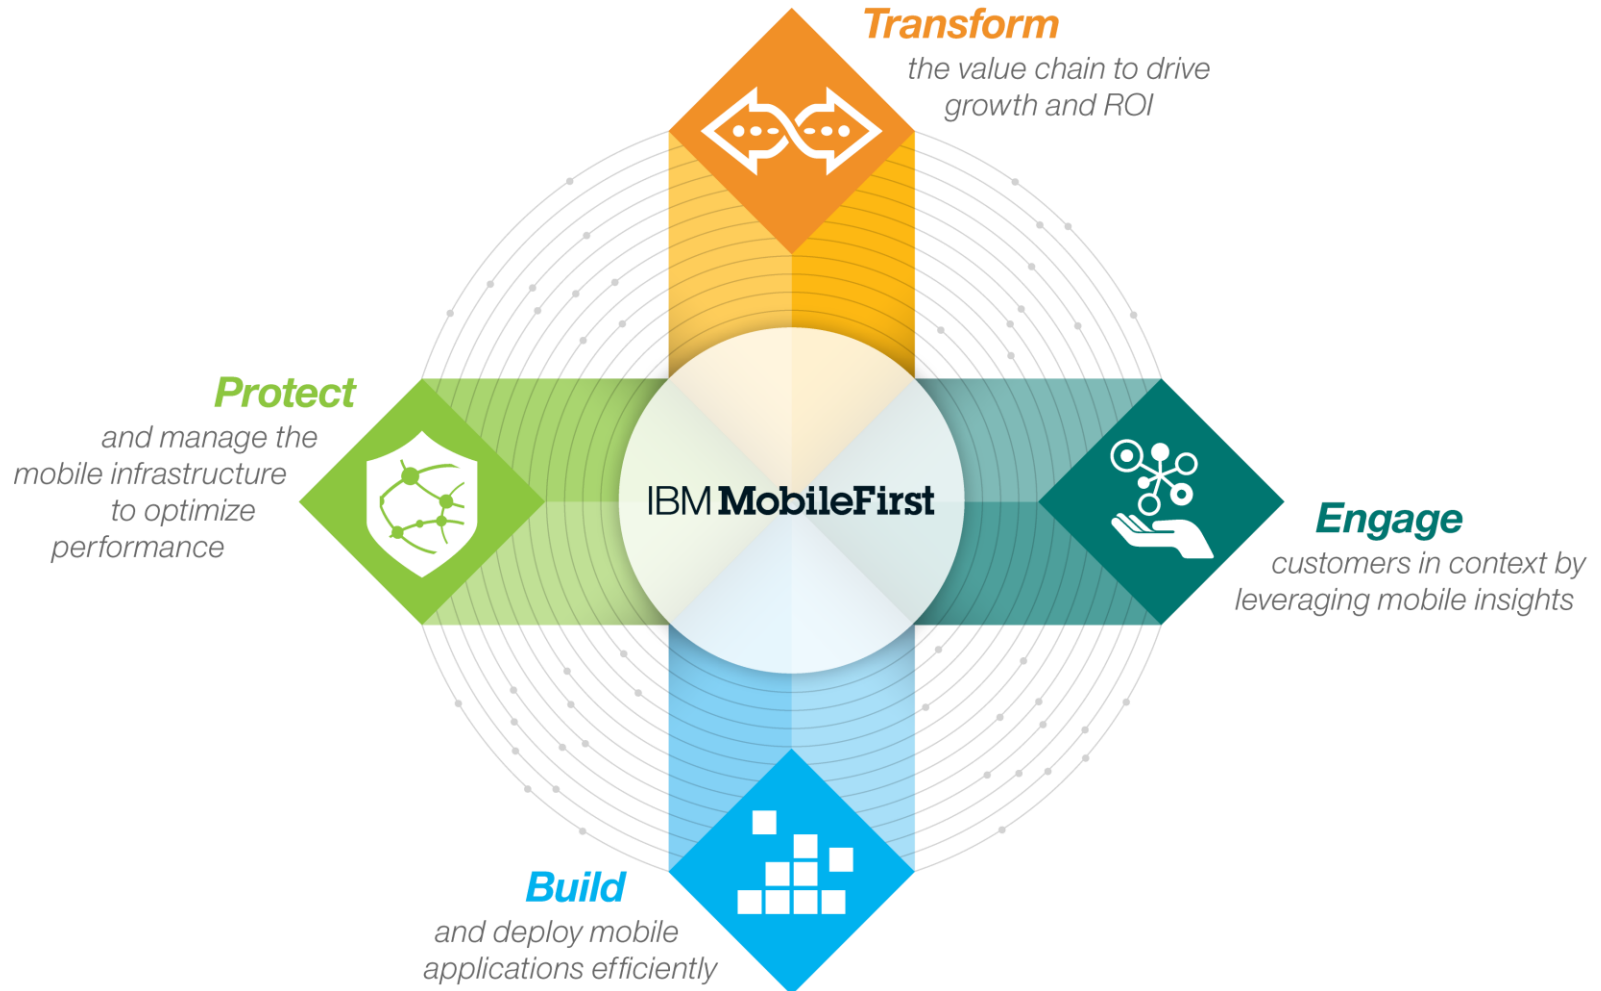 Transform
the value chain to drive
growth and ROI
Protect
and manage the
mobile infrastructure
to optimize
performance
IBM MobileFirst
Engage
customers in context by
leveraging mobile insights
Build
and deploy mobile
applications efficiently